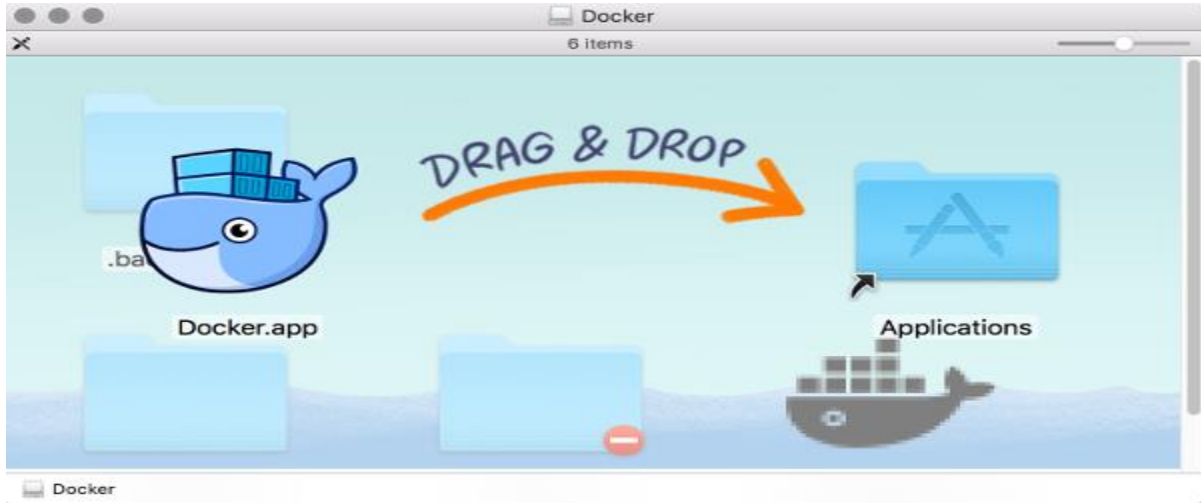 Docker
6 items
DRAG & DROP
.ba
Docker.app
Applications
Docker